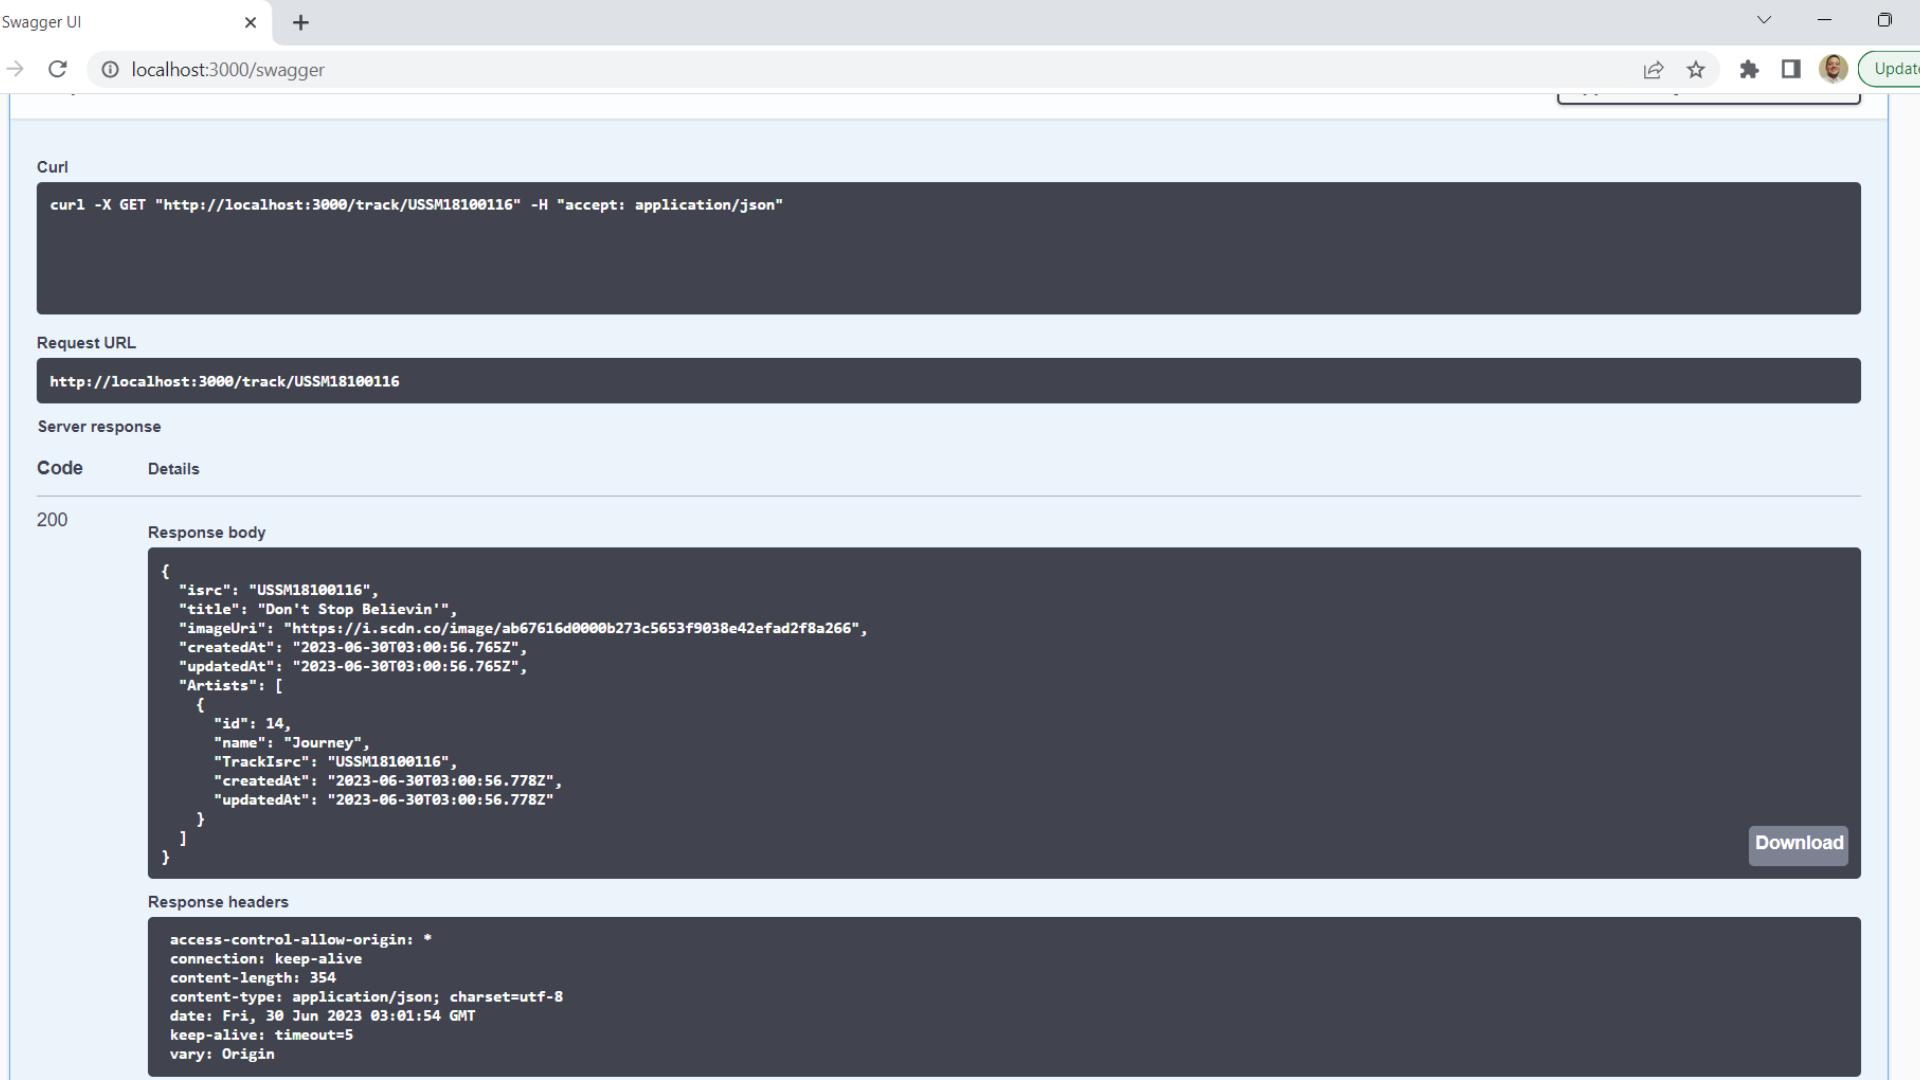 Swagger UI
localhost:3000/swagger
Update
Curl
curl -X GET "http://localhost:3000/track/USSM18100116" -H "accept: application/json"
Request URL
http://localhost:3000/track/USSM18100116
Server response
Code Details
200
Response body
{
"isrc": "USSM18100116",
"title": "Don't Stop Believin'",
"imageUri": "https://i.scdn.co/image/ab67616d0000b273c5653f9038e42efad2f8a266",
"createdAt": "2023-06-30T03:00:56.765Z",
"updatedAt": "2023-06-30T03:00:56.765Z",
"Artists": [
{
"id": 14,
"name": "Journey",
"TrackIsrc": "USSM18100116",
"createdAt": "2023-06-30T03:00:56.778Z",
"updatedAt": "2023-06-30T03:00:56.778Z"
}
]
}
Download
Response headers
access-control-allow-origin: *
connection: keep-alive
content-length: 354
content-type: application/json; charset=utf-8
date: Fri, 30 Jun 2023 03:01:54 GMT
keep-alive: timeout=5
vary: Origin